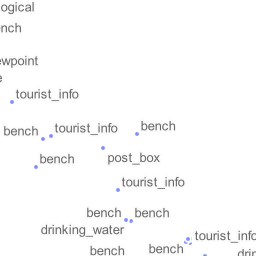 ogical
nch
ewpoint
e
tourist_info
bench
tourist_info
bench
bench
post_box
tourist_info
bench
bench
drinking_water
tourist_info
bench
bench
drin